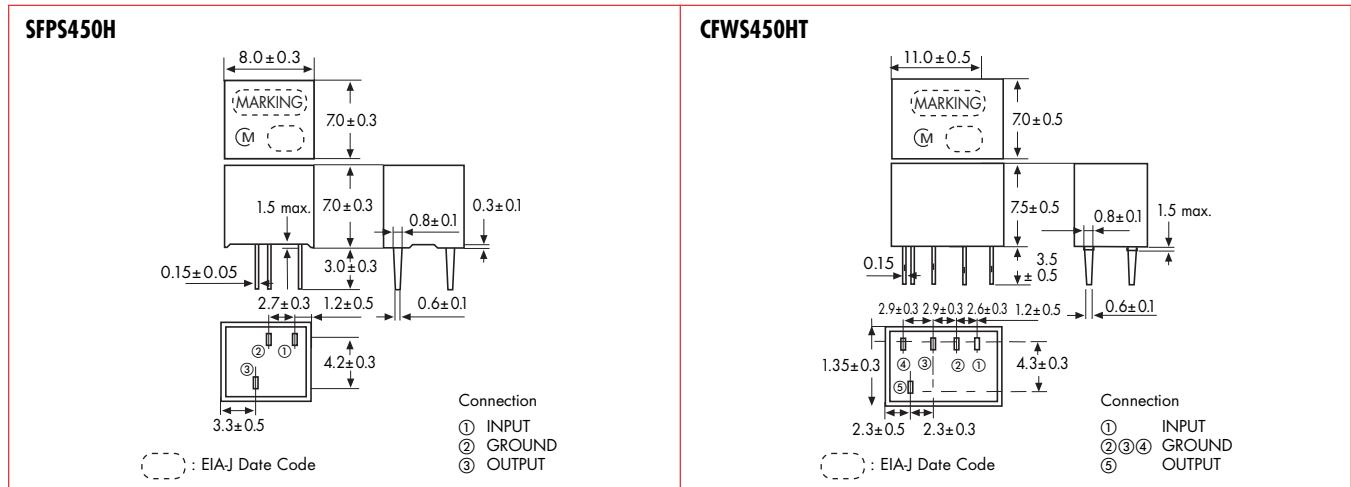 SFPS450H
8.0±0.3
MARKING
M
7.0±0.3
1.5 max.
7.0±0.3
0.8±0.1
0.3±0.1
0.15±0.05
3.0±0.3
2.7±0.3
1.2±0.5
0.6±0.1
② ①
③
4.2±0.3
3.3±0.5
Connection
① INPUT
② GROUND
③ OUTPUT
: EIA-J Date Code
CFWS450HT
11.0±0.5
MARKING
M
7.0±0.5
7.5±0.5
0.8±0.1
1.5 max.
0.15
3.5
±0.5
2.9±0.3 2.9±0.3 2.6±0.3
1.2±0.5
0.6±0.1
1.35±0.3
④ ③ ② ①
⑤
4.3±0.3
2.3±0.5 2.3±0.3
Connection
① INPUT
②③④ GROUND
⑤ OUTPUT
: EIA-J Date Code